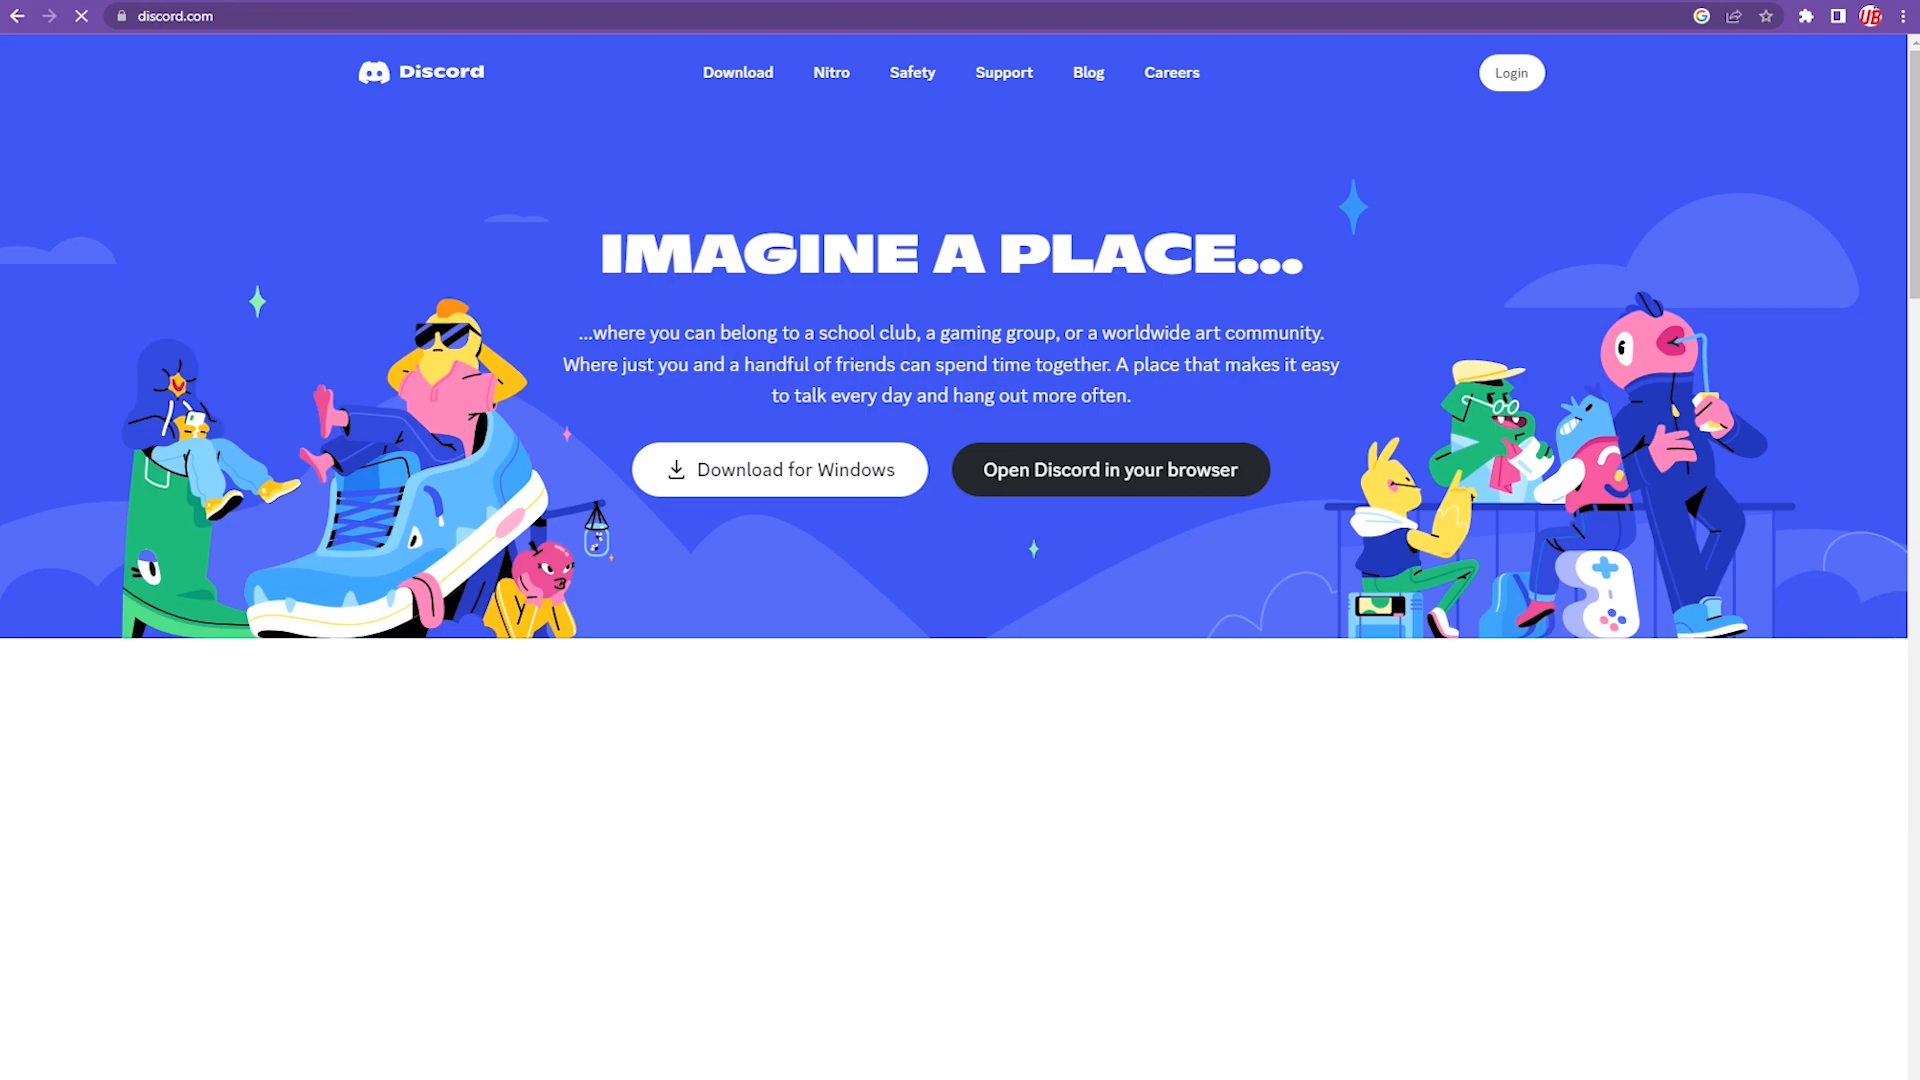 discord.com
Discord
Download Nitro Safety Support Blog Careers
Login
IMAGINE A PLACE...
...where you can belong to a school club, a gaming group, or a worldwide art community.
Where just you and a handful of friends can spend time together. A place that makes it easy
to talk every day and hang out more often.
Download for Windows
Open Discord in your browser